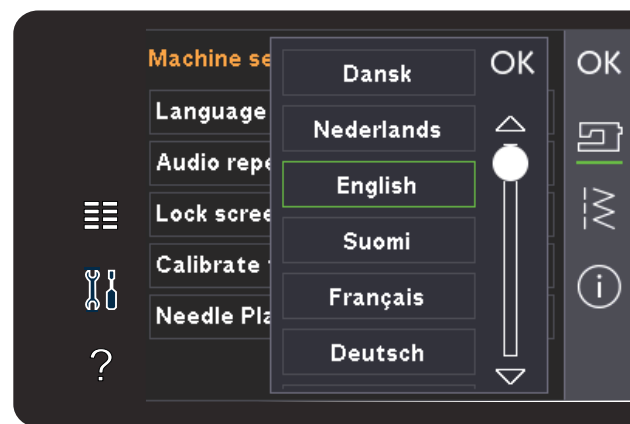 Machine se
OK
OK
Language
Audio repe
Lock scree
Calibrate
Needle Pla
Dansk
Nederlands
English
Suomi
Français
Deutsch
?
i